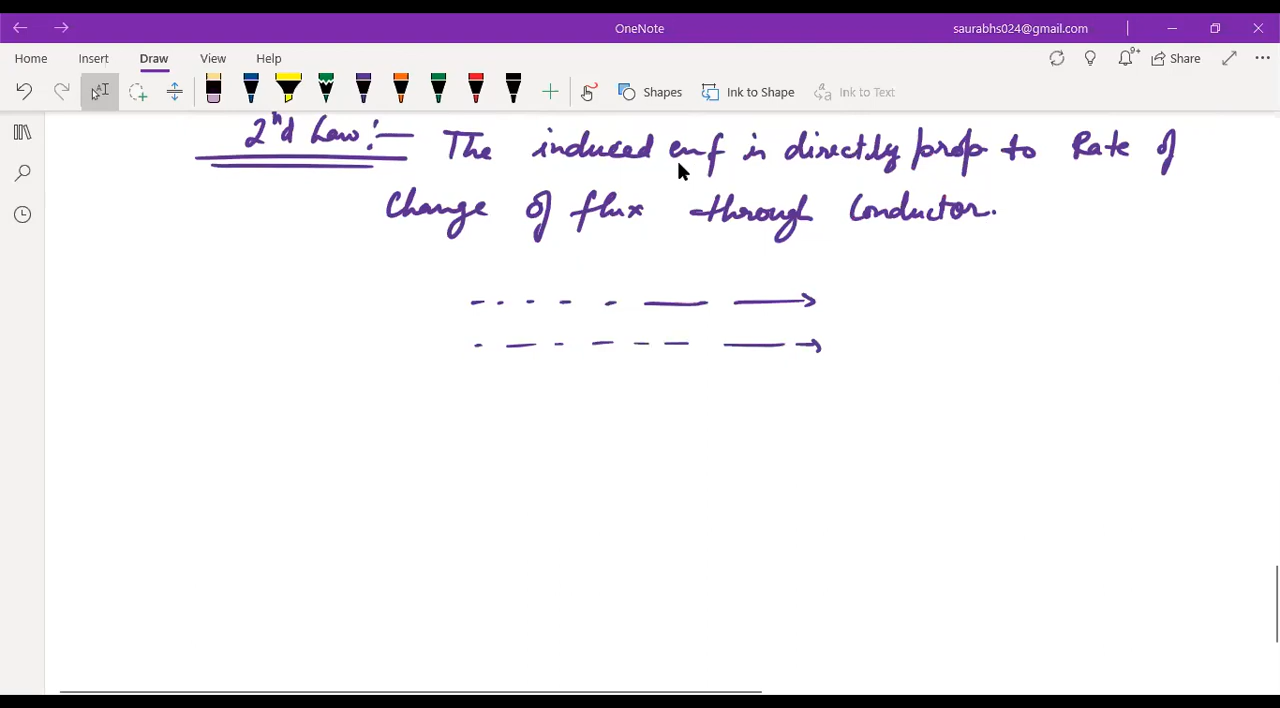 OneNote
saurabhs024@gmail.com
Home Insert Draw View Help
Share
Shapes Ink to Shape Ink to Text
2nd Law:— The induced emf is directly prop to Rate of
Change of flux through Conductor.